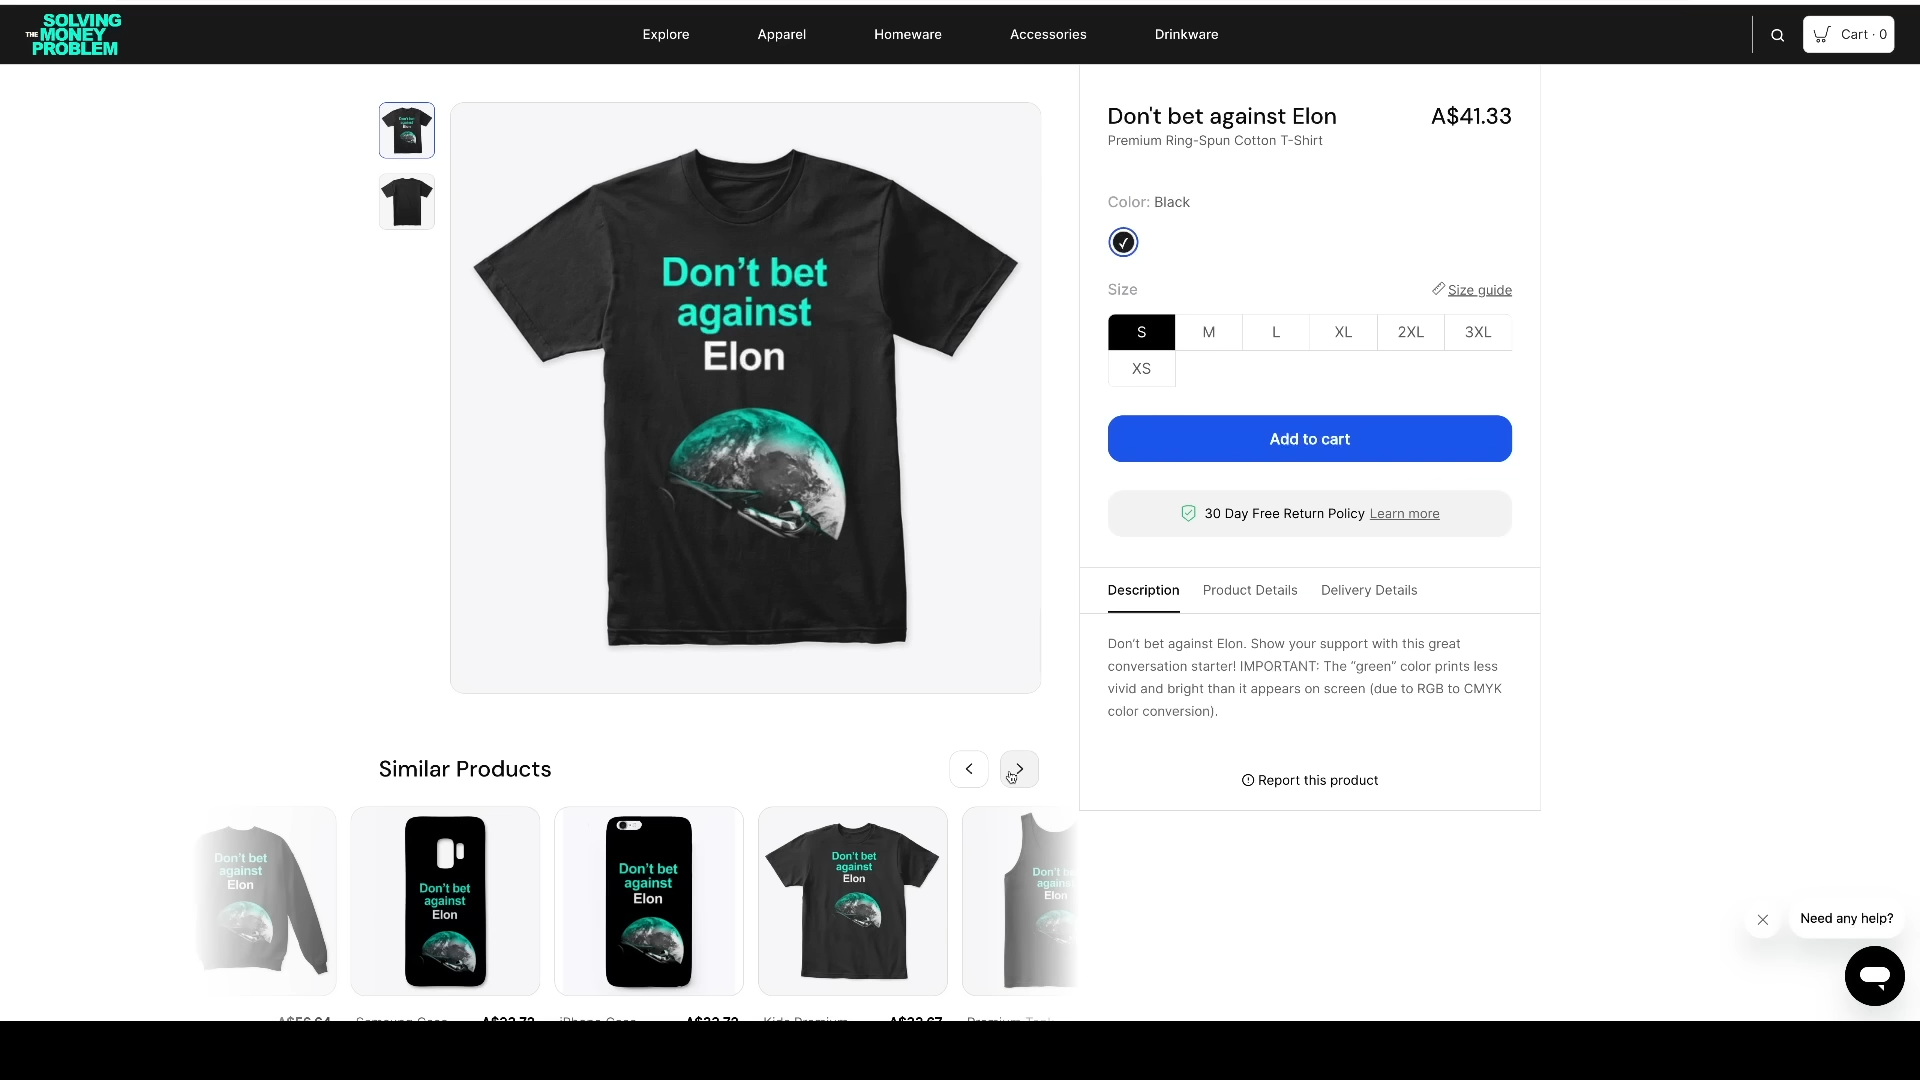 SOLVING
THE MONEY
PROBLEM
Explore
Apparel
Homeware
Accessories
Drinkware
Cart · 0
Don't bet
against
Elon
Don't bet against Elon
A$41.33
Premium Ring-Spun Cotton T-Shirt
Color: Black
Size
Size guide
S
M
L
XL
2XL
3XL
XS
Add to cart
30 Day Free Return Policy Learn more
Description
Product Details
Delivery Details
Don't bet against Elon. Show your support with this great
conversation starter! IMPORTANT: The "green" color prints less
vivid and bright than it appears on screen (due to RGB to CMYK
color conversion).
Report this product
Similar Products
Don't bet
against
Elon
Don't bet
against
Elon
Don't bet
against
Elon
Don't bet
against
Elon
Need any help?